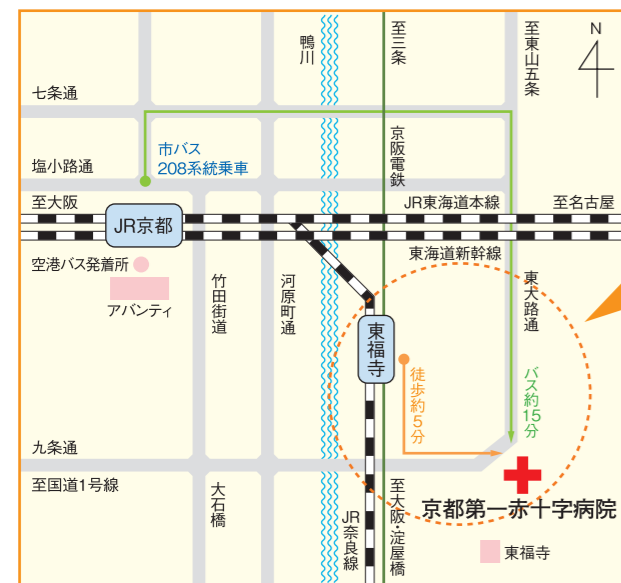 鴨川
至三条
至東山五条
N
七条通
市バス
208系統乗車
京阪電鉄
塩小路通
至大阪
JR東海道本線
至名古屋
JR京都
東海道新幹線
空港バス発着所
アバンティ
竹田街道
河原町通
東大路通
東福寺
徒歩約5分
バス約15分
九条通
至国道1号線
大石橋
JR奈良線
至大阪・淀屋橋
京都第一赤十字病院
東福寺